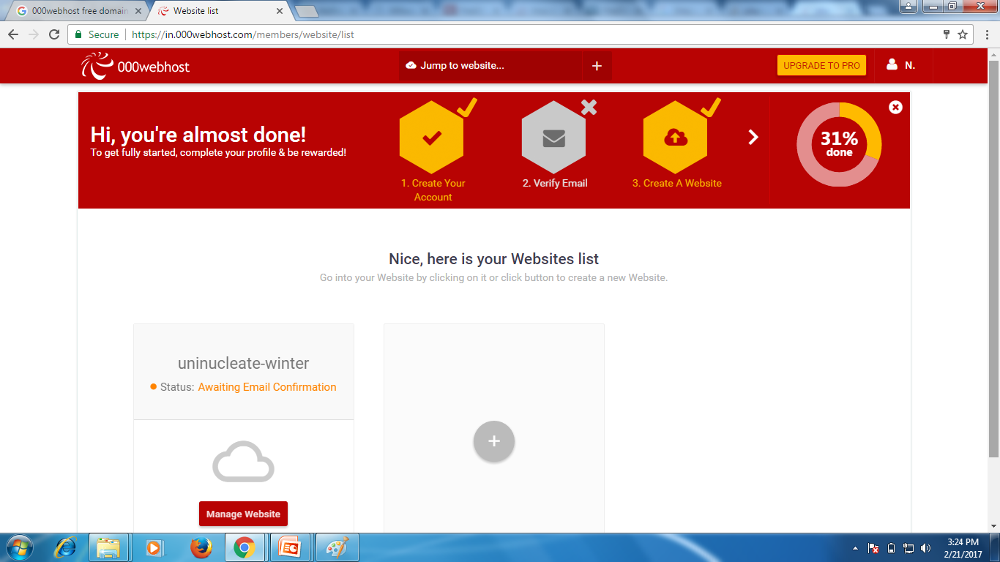 000webhost free domain
Website list
Secure
https://in.000webhost.com/members/website/list
000webhost
Jump to website...
+
UPGRADE TO PRO
N.
Hi, you're almost done!
To get fully started, complete your profile & be rewarded!
1. Create Your
Account
2. Verify Email
3. Create A Website
31%
done
Nice, here is your Websites list
Go into your Website by clicking on it or click button to create a new Website.
uninucleate-winter
Status: Awaiting Email Confirmation
+
Manage Website
3:24 PM
2/21/2017